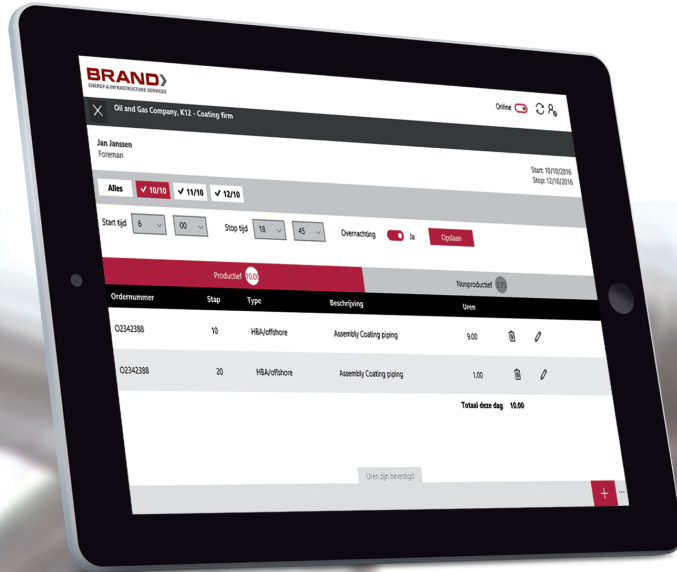 BRAND
ENERGY & INFRASTRUCTURE SERVICES
Online
Oil and Gas Company, K12 - Coating firm
Jan Janssen
Foreman
Start: 10/10/2016
Stop: 12/10/2016
Alles 10/10 11/10 12/10
Start tijd 6 00 Stop tijd 18 45 Overnachting Ja Opslaan
Productief 10.00 Nonproductief 2.75
Ordernummer Stap Type Beschrijving Uren
O2342388 10 HBA/offshore Assembly Coating piping 9.00
O2342388 20 HBA/offshore Assembly Coating piping 1.00
Totaal deze dag 10.00
Uren zijn bevestigd